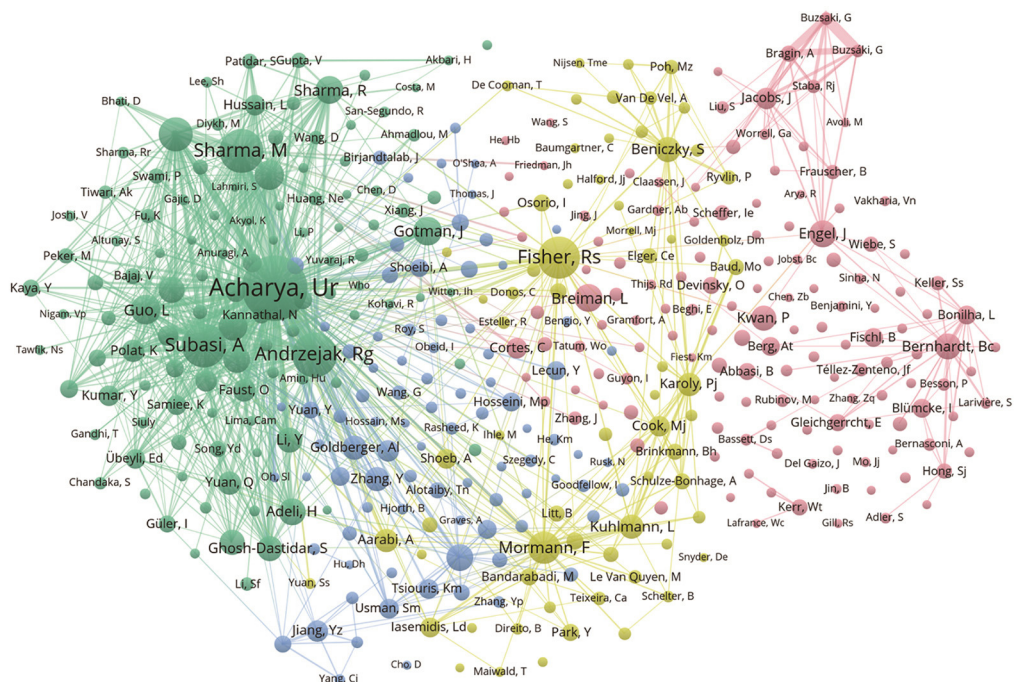 Buzsaki, G
Bragin, A
Buzsáki, G
Patidar, S
Gupta, V
Akbari, H
Nijsen, Tme
Poh, Mz
Lee, Sh
Sharma, R
Costa, M
De Cooman, T
Van De Vel, A
Staba, Rj
Jacobs, J
Liu, S
Bhati, D
Hussain, L
San-Segundo, R
Diykh, M
Wang, S
Avoli, M
Wang, D
Ahmadlou, M
Worrell, Ga
He, Hb
Baumgartner, C
Beniczky, S
Sharma, Rr
Sharma, M
Birjandtalab, J
O'Shea, A
Friedman, Jh
Frauscher, B
Swami, P
Lahmiri, S
Halford, Jj
Claassen, J
Ryvlin, P
Tiwari, Ak
Gajic, D
Huang, Ne
Chen, D
Thomas, J
Arya, R
Osorio, I
Vakharia, Vn
Joshi, V
Fu, K
Akyol, K
Xiang, J
Jing, J
Gardner, Ab
Scheffer, Ie
Altunay, S
Li, P
Gotman, J
Morrell, Mj
Engel, J
Goldenholz, Dm
Wiebe, S
Peker, M
Anuragi, A
Yuvaraj, R
Fisher, Rs
Elger, Ce
Jobst, Bc
Bajaj, V
Shoeibi, A
Baud, Mo
Sinha, N
Kaya, Y
Acharya, Ur
Who
Witten, Ih
Donos, C
Thijs, Rd
Devinsky, O
Keller, Ss
Kohavi, R
Breiman, L
Chen, Zb
Benjamini, Y
Nigam, Vp
Guo, L
Kannathal, N
Esteller, R
Bengio, Y
Gramfort, A
Beghi, E
Kwan, P
Bonilha, L
Roy, S
Fischl, B
Tawfik, Ns
Polat, K
Subasi, A
Andrzejak, Rg
Obeid, I
Cortes, C
Tatum, Wo
Berg, At
Bernhardt, Bc
Fiest, Km
Lecun, Y
Abbasi, B
Téllez-Zenteno, Jf
Amin, Hu
Guyon, I
Karoly, Pj
Besson, P
Kumar, Y
Faust, O
Wang, G
Hosseini, Mp
Rubinov, M
Zhang, Zq
Larivière, S
Samiee, K
Yuan, Y
Blümcke, I
Siuly
Lima, Cam
Hossain, Ms
Rasheed, K
Zhang, J
Cook, Mj
Gleichgerrcht, E
Gandhi, T
Ihle, M
Bassett, Ds
Li, Y
He, Km
Bernasconi, A
Song, Yd
Goldberger, Al
Brinkmann, Bh
Übeyli, Ed
Shoeb, A
Szegedy, C
Rusk, N
Del Gaizo, J
Mo, Jj
Hong, Sj
Chandaka, S
Yuan, Q
Oh, Sl
Zhang, Y
Goodfellow, I
Schulze-Bonhage, A
Alotaiby, Tn
Jin, B
Adeli, H
Hjorth, B
Litt, B
Kerr, Wt
Güler, I
Graves, A
Kuhlmann, L
Lafrance, Wc
Gill, Rs
Adler, S
Aarabi, A
Ghosh-Dastidar, S
Mormann, F
Snyder, De
Hu, Dh
Li, Sf
Yuan, Ss
Bandarabadi, M
Le Van Quyen, M
Tsiouris, Km
Zhang, Yp
Teixeira, Ca
Schelter, B
Usman, Sm
Jiang, Yz
Iasemidis, Ld
Direito, B
Park, Y
Cho, D
Maiwald, T
Yang, Cj